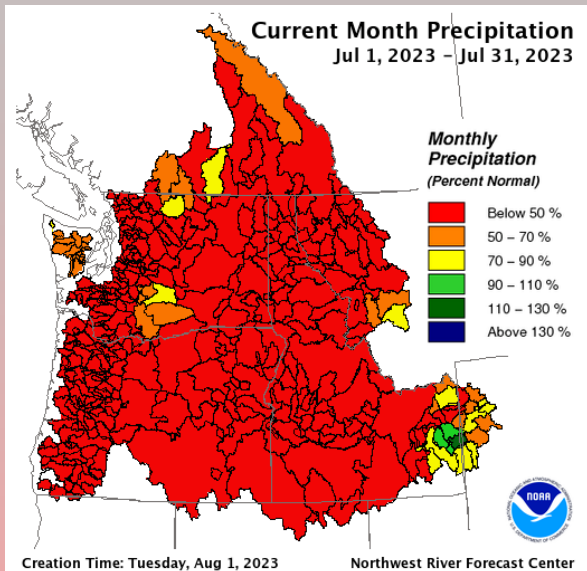 Current Month Precipitation
Jul 1, 2023 – Jul 31, 2023
Monthly
Precipitation
(Percent Normal)
Below 50 %
50 – 70 %
70 – 90 %
90 – 110 %
110 – 130 %
Above 130 %
NOAA
Creation Time: Tuesday, Aug 1, 2023
Northwest River Forecast Center